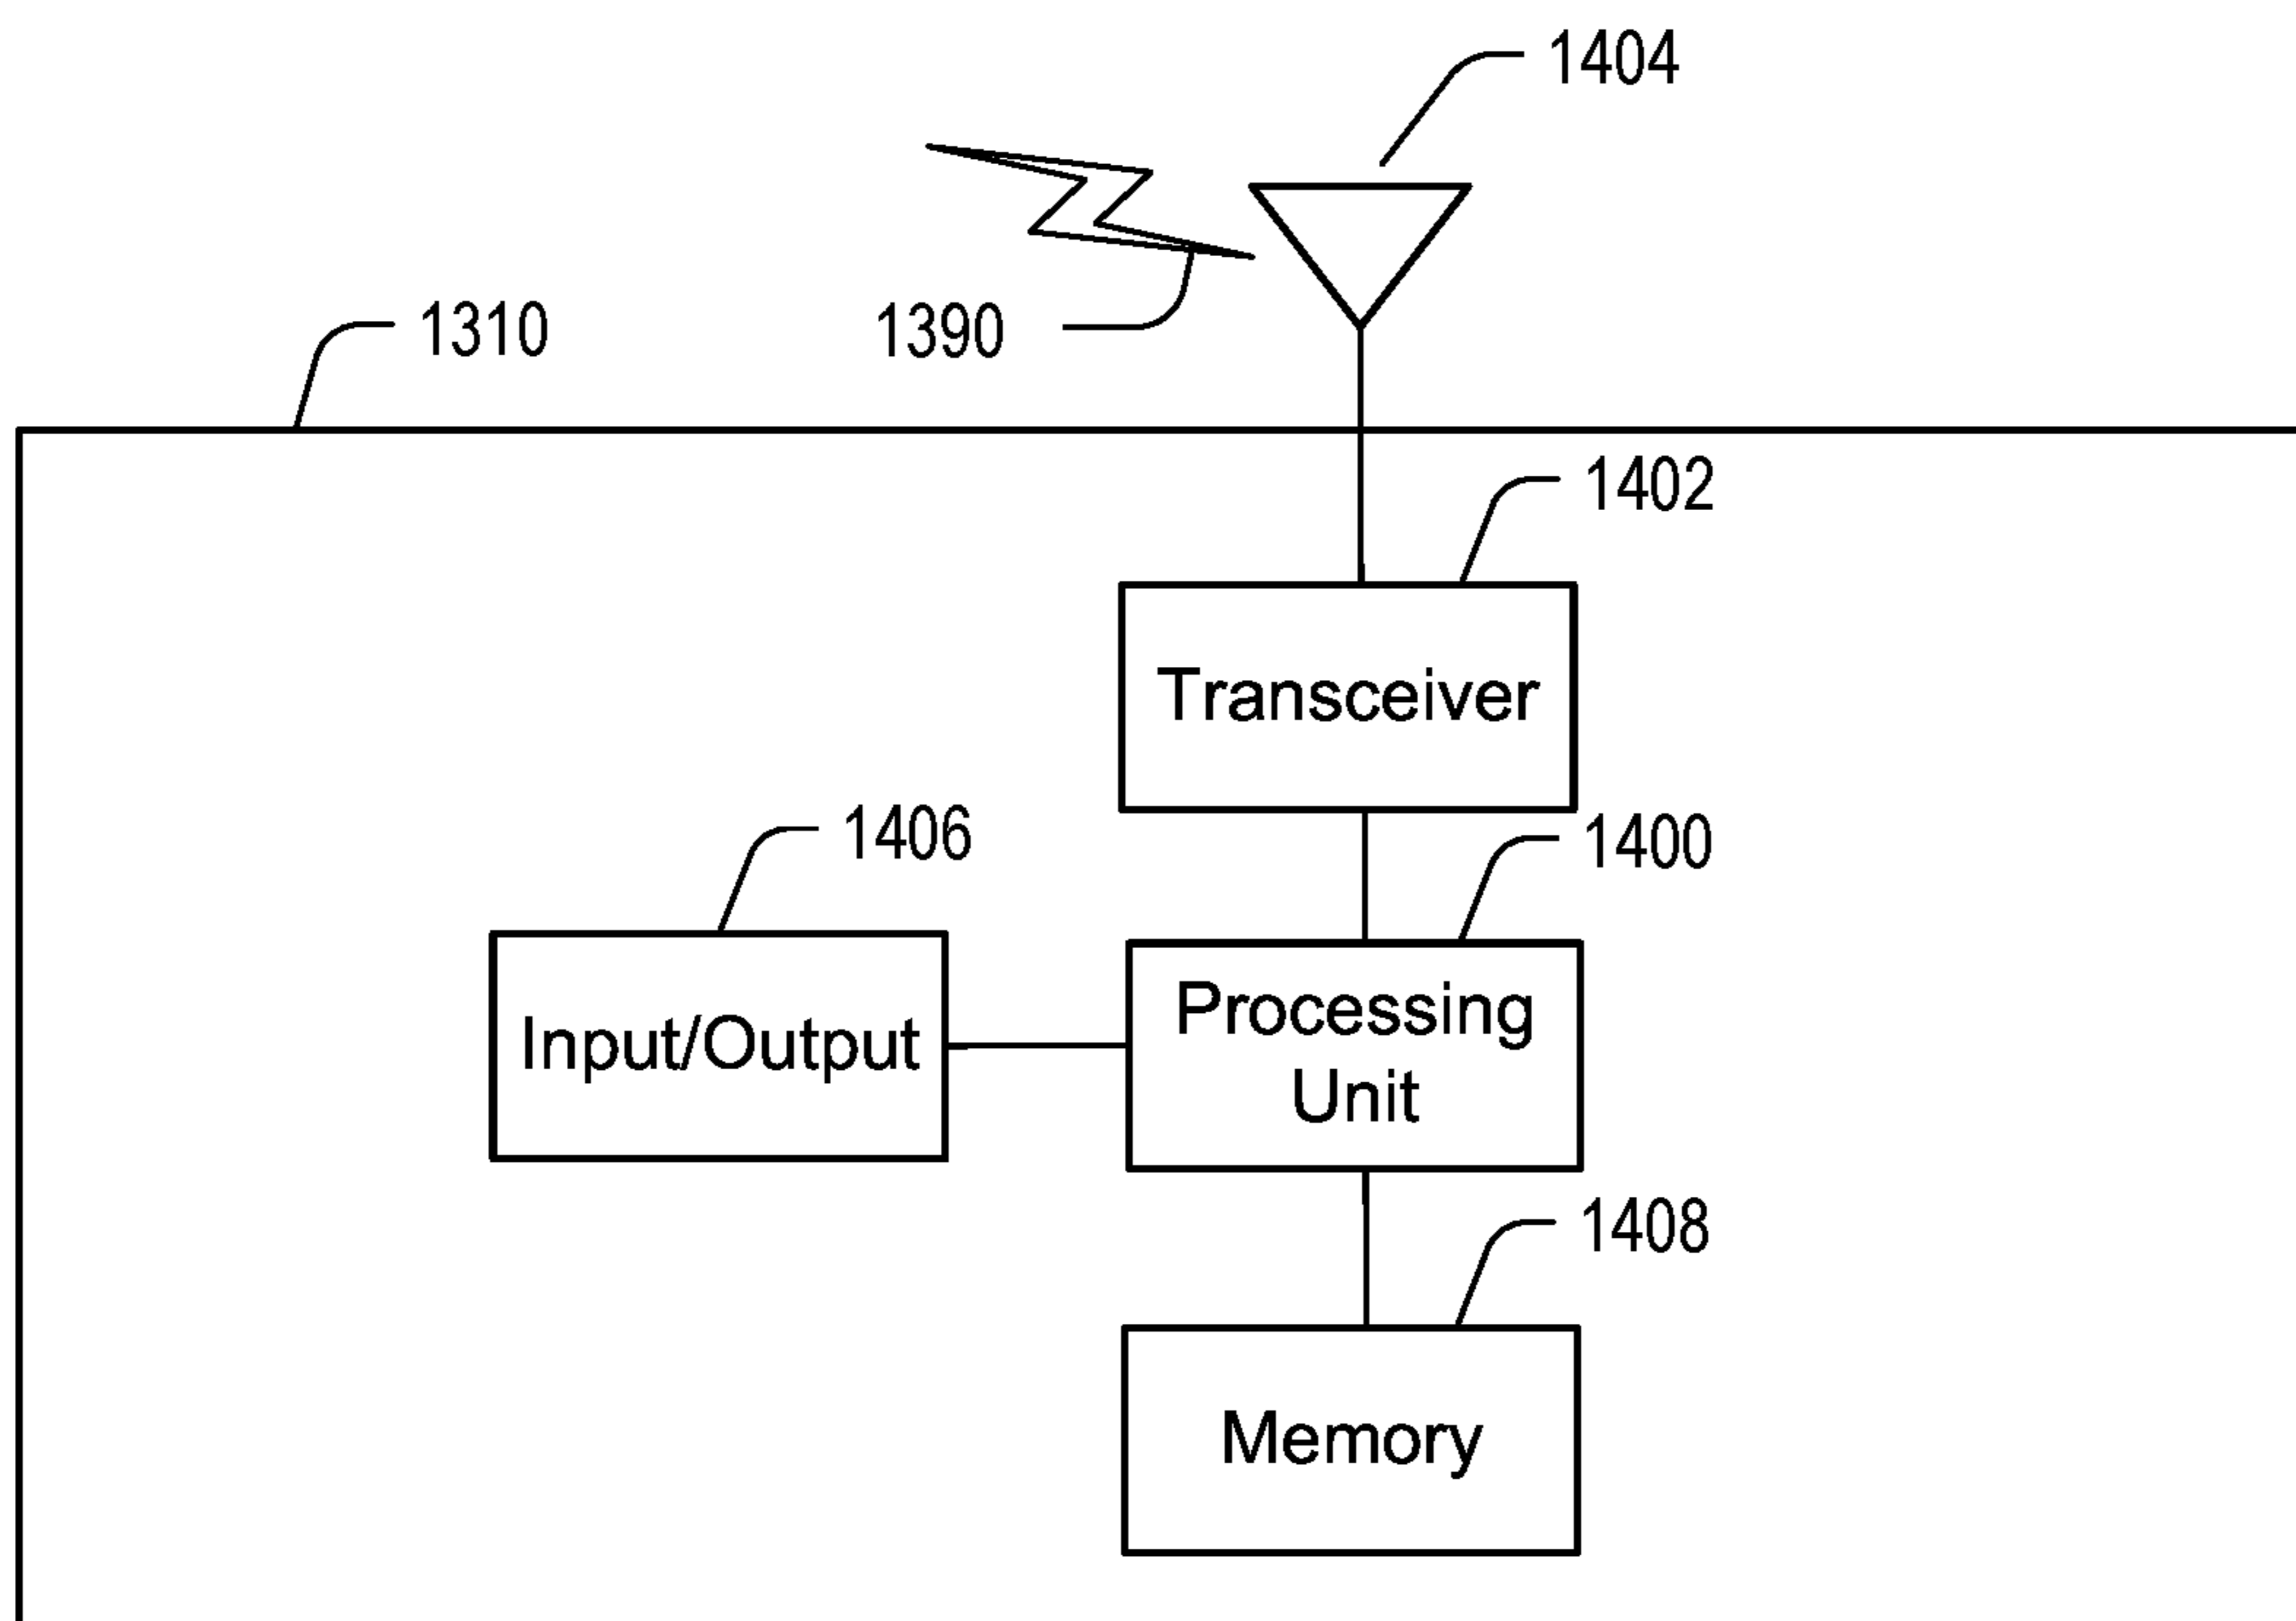 1404
1390
1310
1402
Transceiver
1406
1400
Input/Output
Processing
Unit
1408
Memory